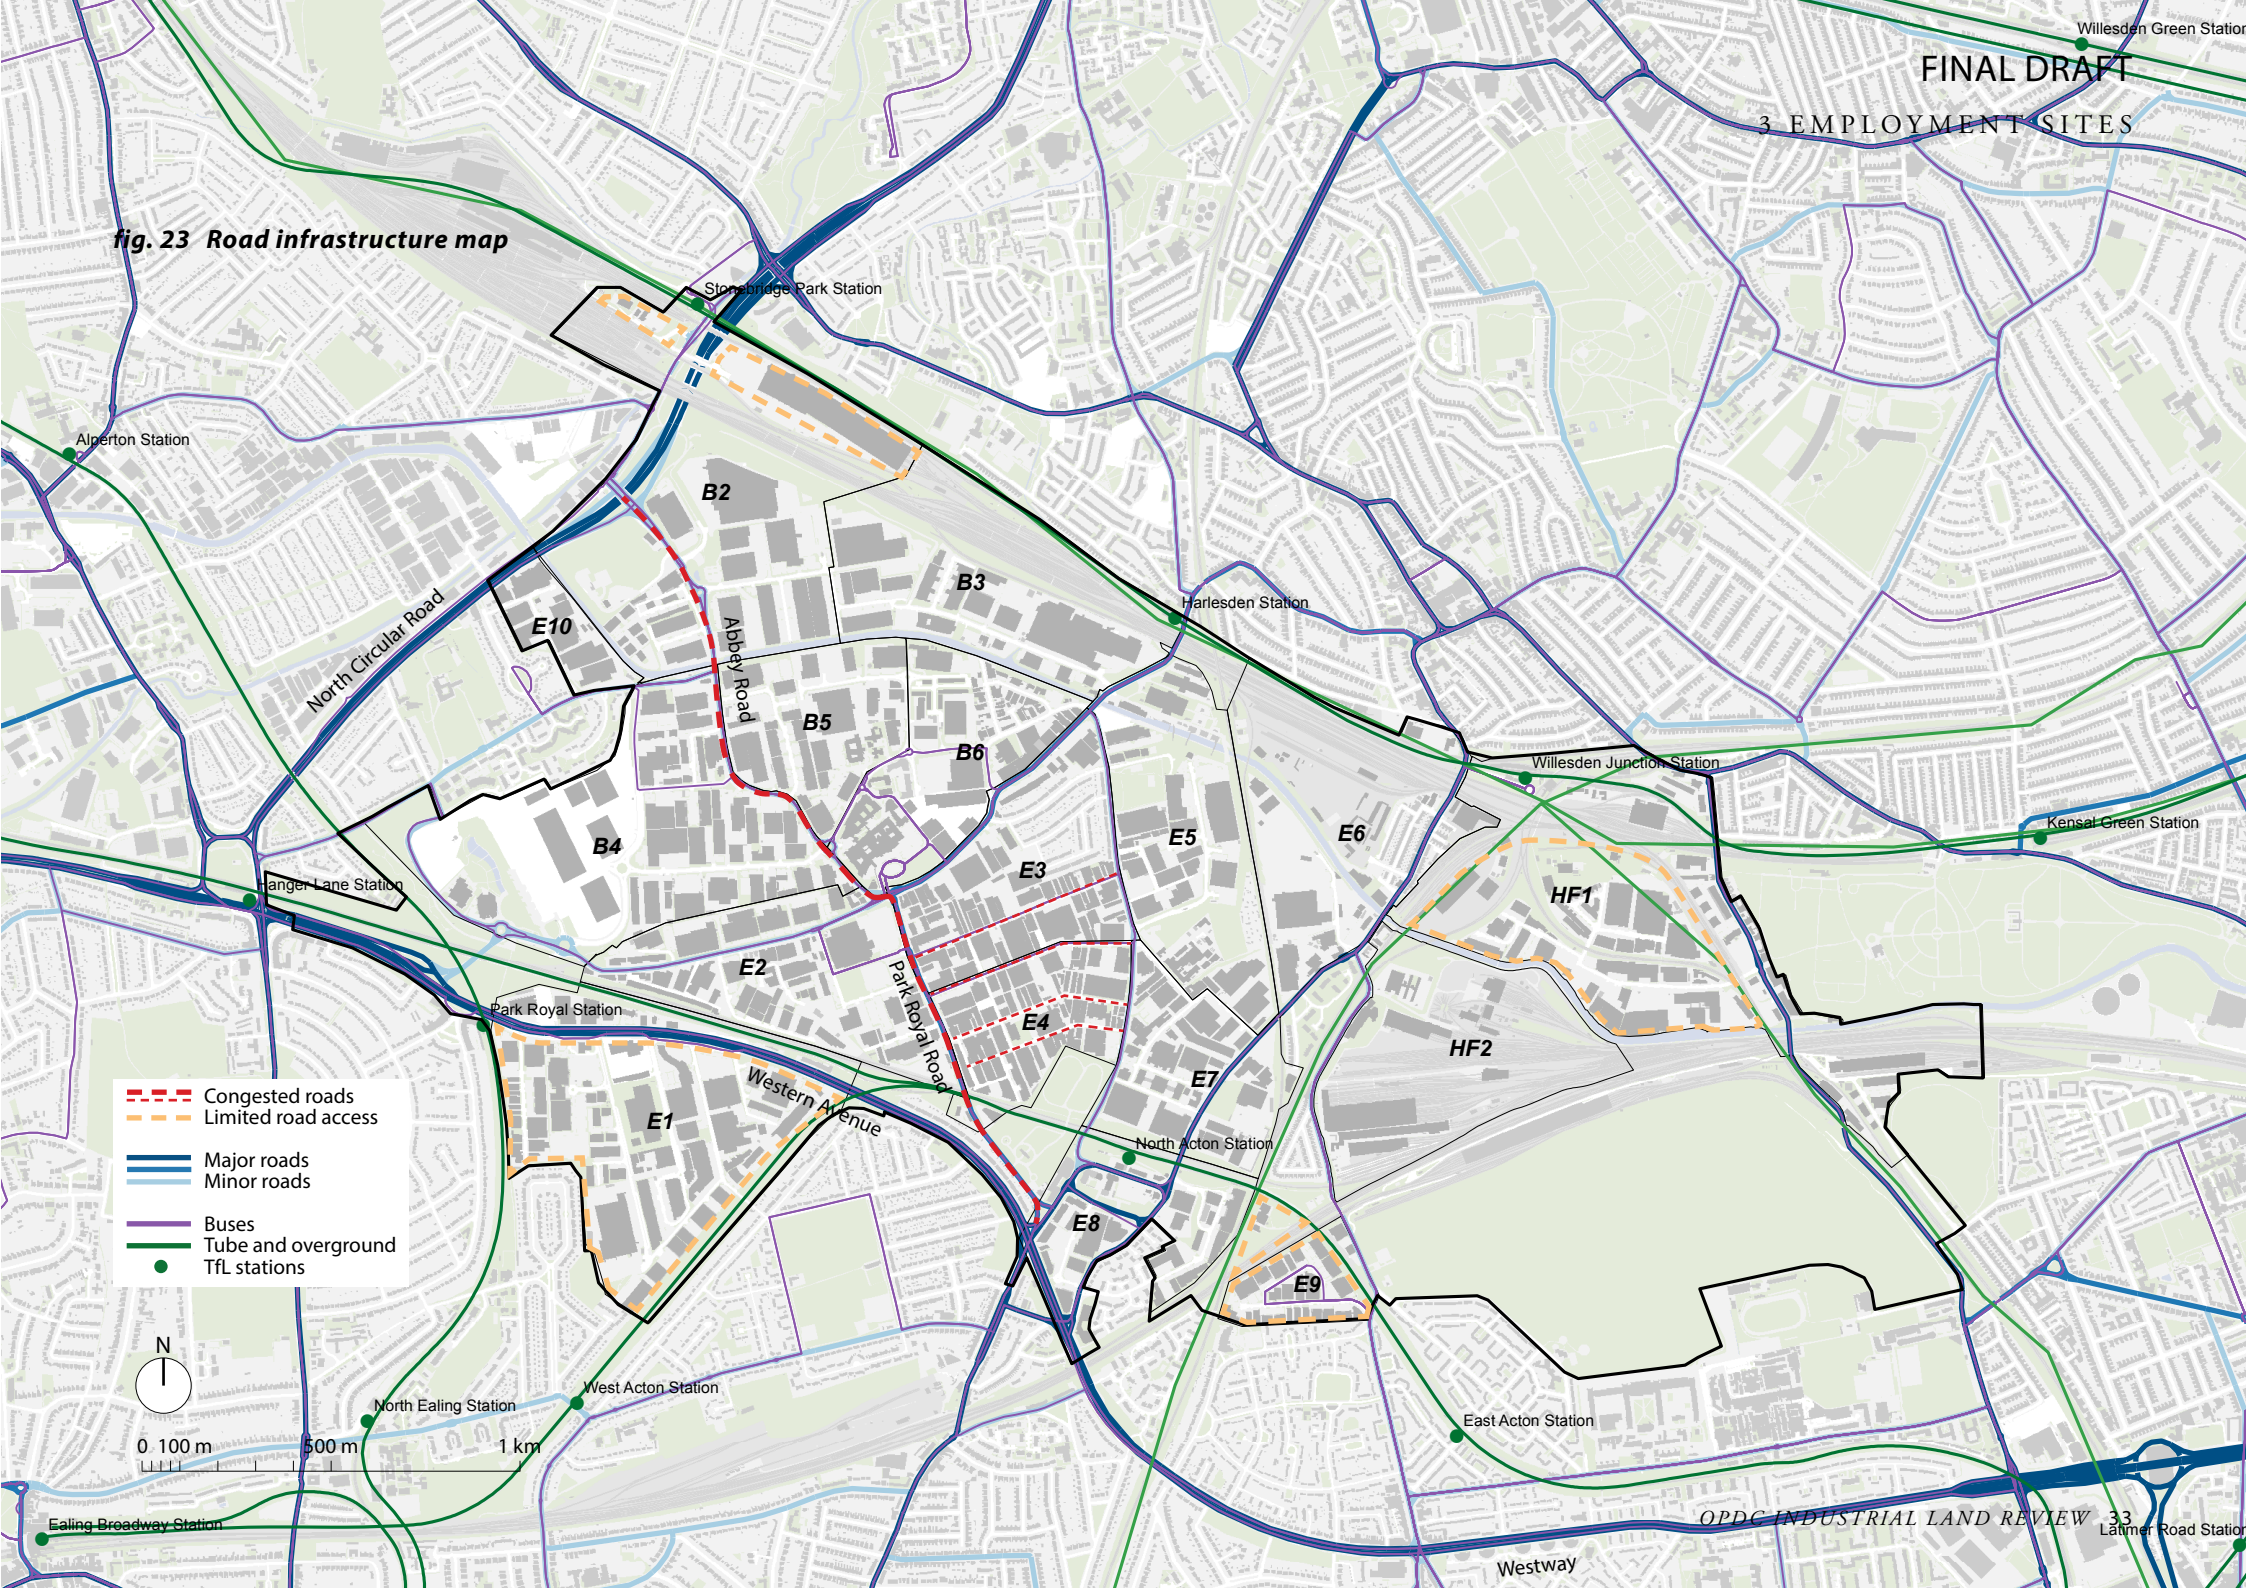 Willesden Green Station
FINAL DRAFT
3 EMPLOYMENT SITES
fig. 23 Road infrastructure map
Stonebridge Park Station
Alperton Station
B2
B3
Harlesden Station
E10
North Circular Road
Abbey Road
B5
B6
Willesden Junction Station
Kensal Green Station
B4
E5
E6
E3
Hanger Lane Station
HF1
E2
Park Royal Station
Park Royal Road
E4
HF2
E7
Western Avenue
E1
North Acton Station
Congested roads
Limited road access
Major roads
Minor roads
Buses
Tube and overground
TfL stations
E8
E9
N
West Acton Station
North Ealing Station
East Acton Station
0 100 m 500 m 1 km
Ealing Broadway Station
OPDC INDUSTRIAL LAND REVIEW 33
Latimer Road Station
Westway